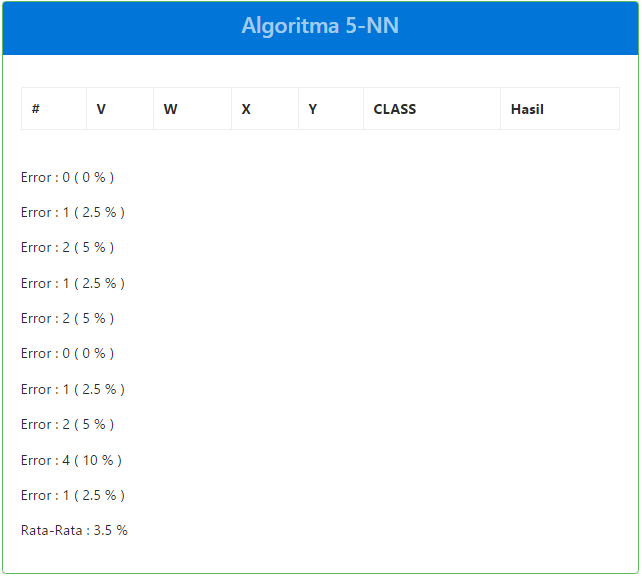 Algoritma 5-NN
# V W X Y CLASS Hasil
Error : 0 ( 0 % )
Error : 1 ( 2.5 % )
Error : 2 ( 5 % )
Error : 1 ( 2.5 % )
Error : 2 ( 5 % )
Error : 0 ( 0 % )
Error : 1 ( 2.5 % )
Error : 2 ( 5 % )
Error : 4 ( 10 % )
Error : 1 ( 2.5 % )
Rata-Rata : 3.5 %